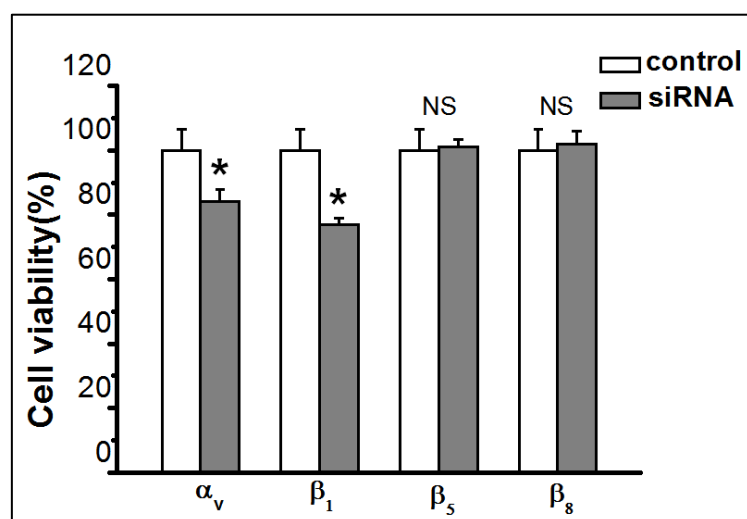 control
siRNA
Cell viability(%)
120
100
80
60
40
20
0
NS
NS
*
*
αv
β1
β5
β8